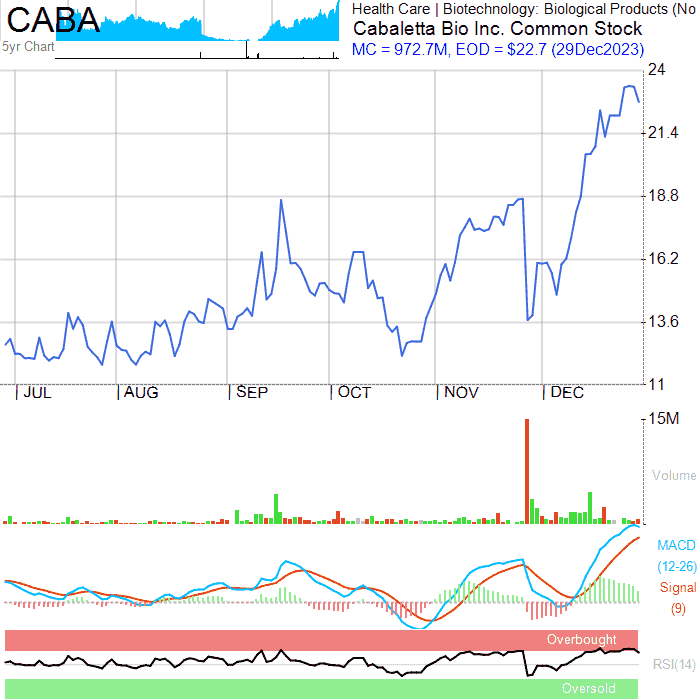 CABA
5yr Chart
Health Care | Biotechnology: Biological Products (No
Cabaletta Bio Inc. Common Stock
MC = 972.7M, EOD = $22.7 (29Dec2023)
24
21.4
18.8
16.2
13.6
11
JUL AUG SEP OCT NOV DEC
15M
Volume
MACD
(12-26)
Signal
(9)
Overbought
RSI(14)
Oversold